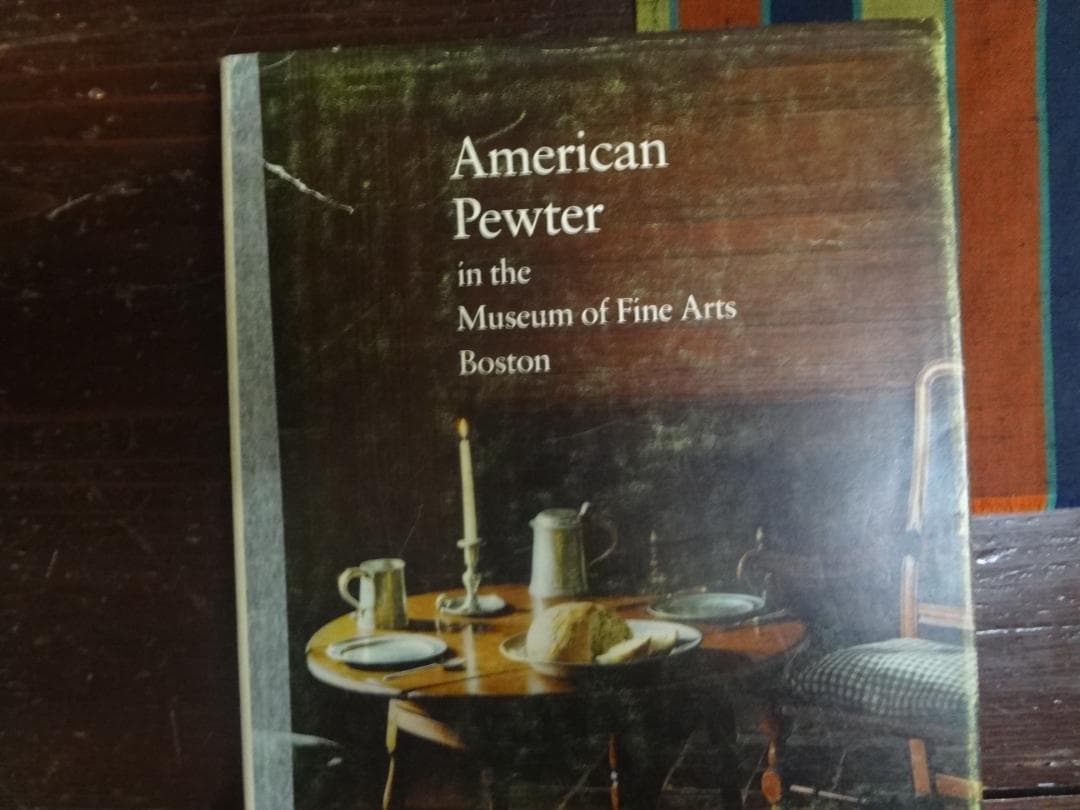 American
Pewter
in the
Museum of Fine Arts
Boston